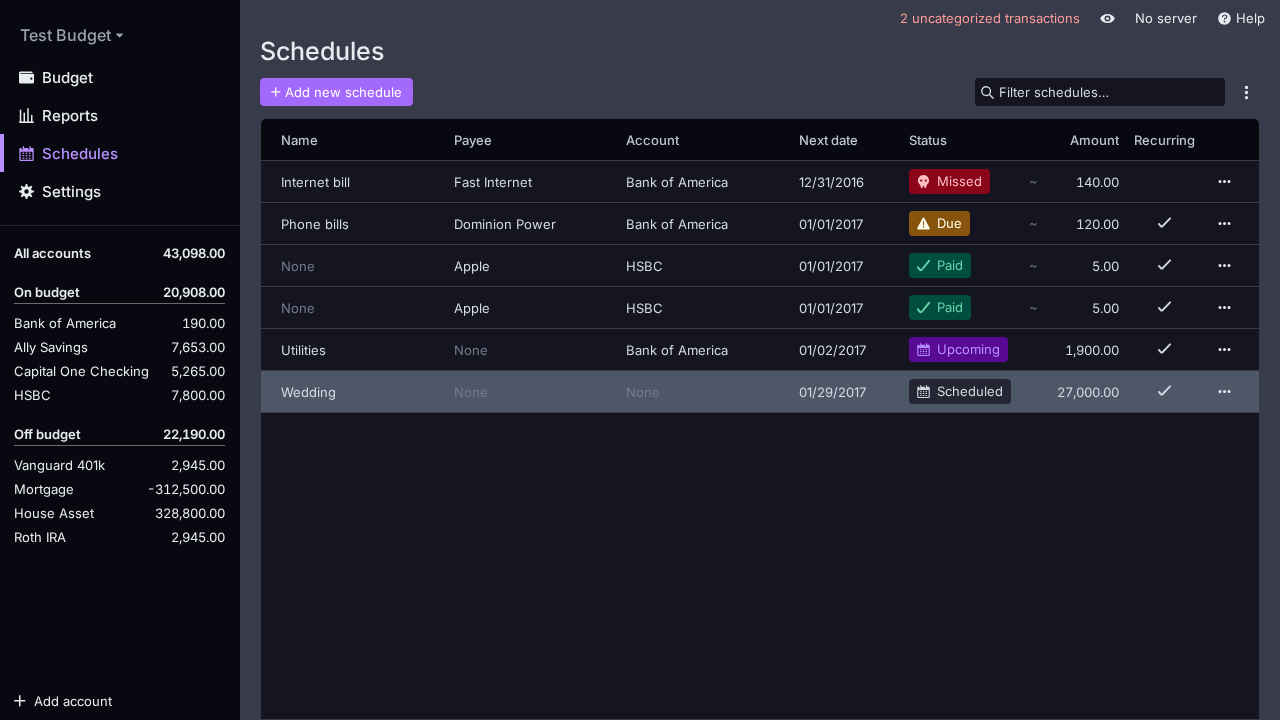 Test Budget
Budget
Reports
Schedules
Settings
All accounts 43,098.00
On budget 20,908.00
Bank of America 190.00
Ally Savings 7,653.00
Capital One Checking 5,265.00
HSBC 7,800.00
Off budget 22,190.00
Vanguard 401k 2,945.00
Mortgage -312,500.00
House Asset 328,800.00
Roth IRA 2,945.00
Add account
2 uncategorized transactions No server Help
Schedules
Add new schedule Filter schedules...
Name Payee Account Next date Status Amount Recurring
Internet bill Fast Internet Bank of America 12/31/2016 Missed ~ 140.00
Phone bills Dominion Power Bank of America 01/01/2017 Due ~ 120.00
None Apple HSBC 01/01/2017 Paid ~ 5.00
None Apple HSBC 01/01/2017 Paid ~ 5.00
Utilities None Bank of America 01/02/2017 Upcoming 1,900.00
Wedding None None 01/29/2017 Scheduled 27,000.00